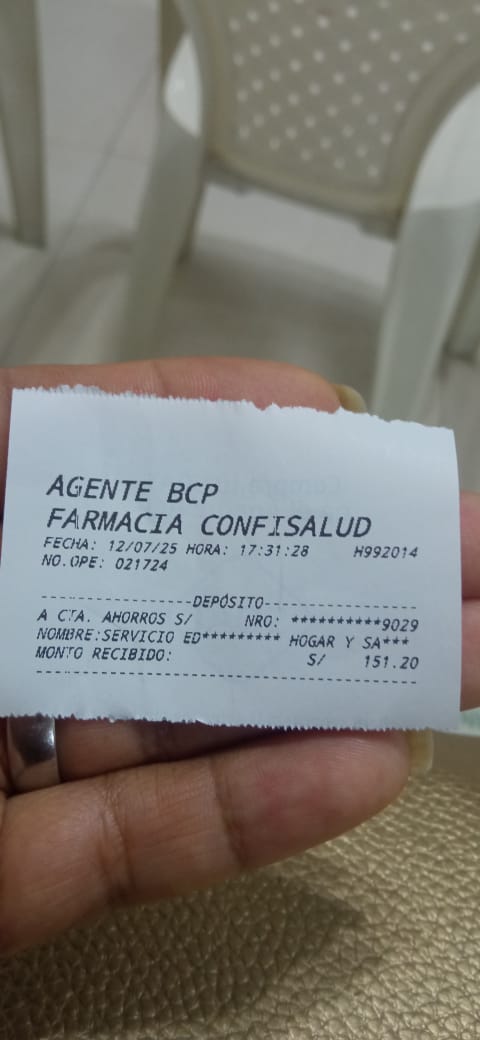 AGENTE BCP
FARMACIA CONFISALUD
FECHA: 12/07/25 HORA: 17:31:28 H992014
NO.OPE: 021724
------------------DEPÓSITO------------------
A CTA. AHORROS S/ NRO: **********9029
NOMBRE:SERVICIO ED********* HOGAR Y SA***
MONTO RECIBIDO: S/ 151.20
--------------------------------------------